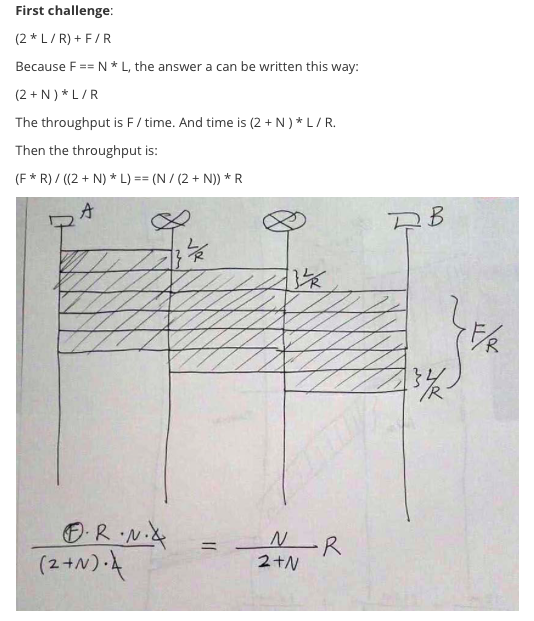 First challenge:
(2 * L / R) + F / R
Because F == N * L, the answer a can be written this way:
(2 + N ) * L / R
The throughput is F / time. And time is (2 + N ) * L / R.
Then the throughput is:
(F * R) / ((2 + N) * L) == (N / (2 + N)) * R
A
B
} L/R
} L/R
} F/R
} L/R
F · R · N · L / (2+N) · L = N / 2+N R